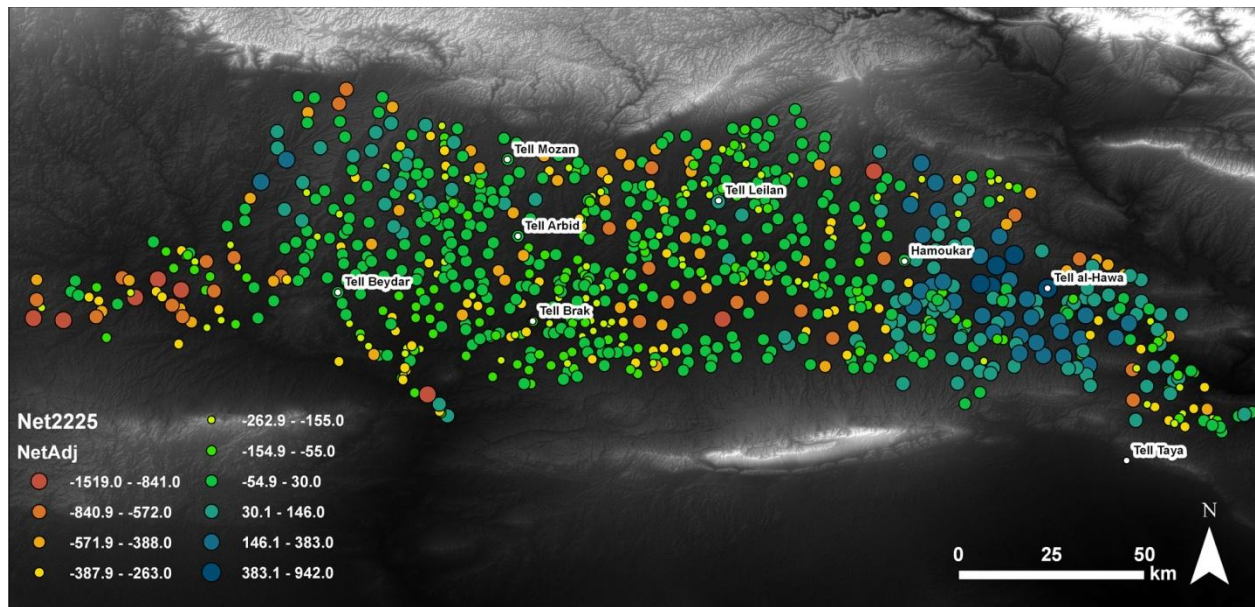 Tell Mozan
Tell Leilan
Tell Arbid
Hamoukar
Tell al-Hawa
Tell Beydar
Tell Brak
Tell Taya
Net2225
NetAdj
-1519.0 - -841.0
-840.9 - -572.0
-571.9 - -388.0
-387.9 - -263.0
-262.9 - -155.0
-154.9 - -55.0
-54.9 - 30.0
30.1 - 146.0
146.1 - 383.0
383.1 - 942.0
N
0 25 50
km